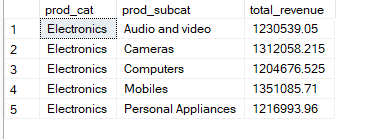 prod_cat prod_subcat total_revenue
1 Electronics Audio and video 1230539.05
2 Electronics Cameras 1312058.215
3 Electronics Computers 1204676.525
4 Electronics Mobiles 1351085.71
5 Electronics Personal Appliances 1216993.96